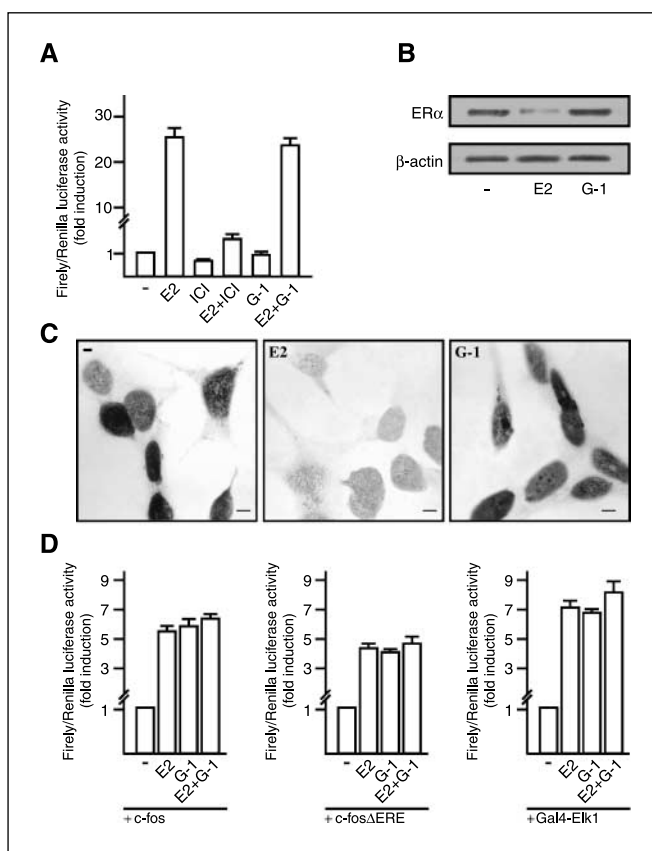 A
Firely/Renilla luciferase activity
(fold induction)
30
20
10
1
-
E2
ICI
E2+ICI
G-1
E2+G-1
B
ERα
β-actin
- E2 G-1
C
-
E2
G-1
D
Firely/Renilla luciferase activity
(fold induction)
9
7
5
3
1
-
E2
G-1
E2+G-1
+c-fos
Firely/Renilla luciferase activity
(fold induction)
9
7
5
3
1
-
E2
G-1
E2+G-1
+c-fosΔERE
Firely/Renilla luciferase activity
(fold induction)
9
7
5
3
1
-
E2
G-1
E2+G-1
+Gal4-Elk1